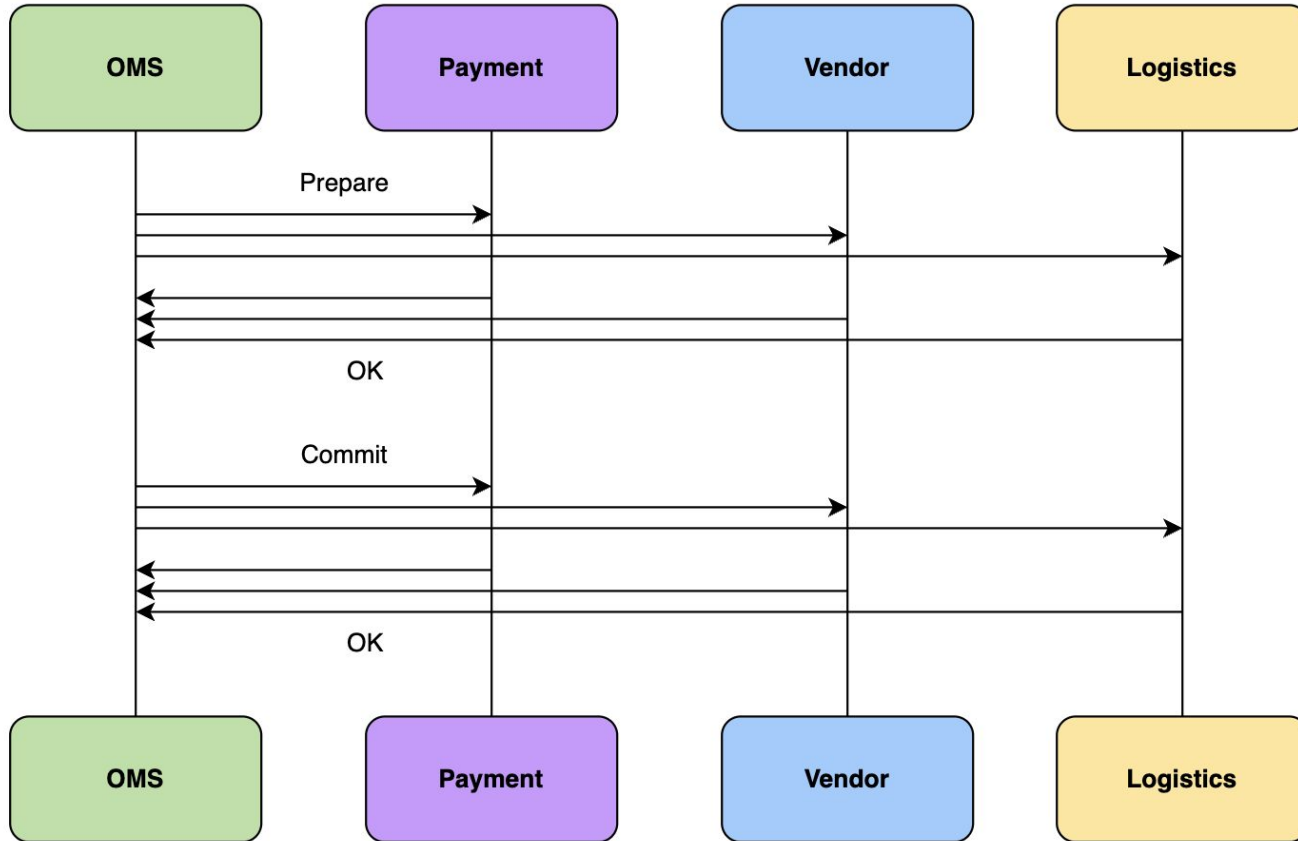 OMS
Payment
Vendor
Logistics
Prepare
OK
Commit
OK
OMS
Payment
Vendor
Logistics